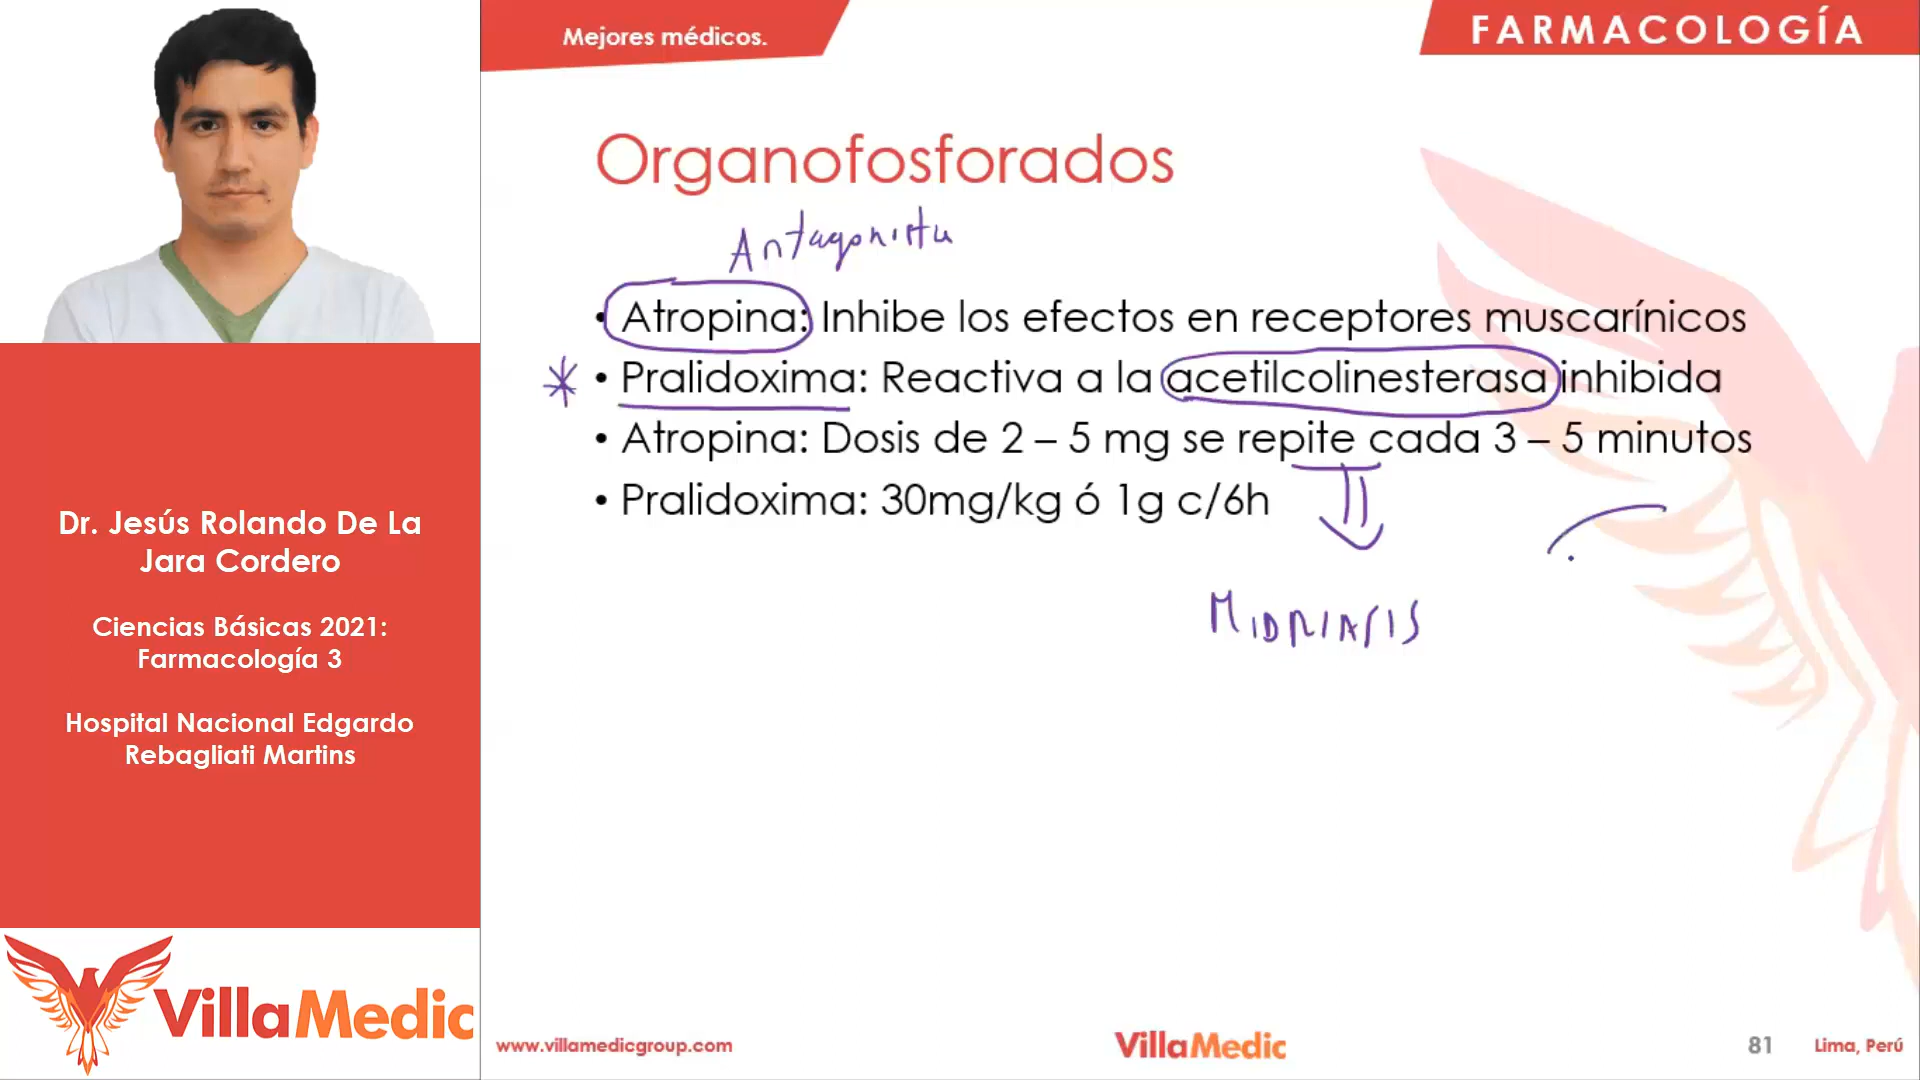 Mejores médicos.
FARMACOLOGÍA
Organofosforados
Antagonista
• Atropina: Inhibe los efectos en receptores muscarínicos
* • Pralidoxima: Reactiva a la acetilcolinesterasa inhibida
• Atropina: Dosis de 2 – 5 mg se repite cada 3 – 5 minutos
• Pralidoxima: 30mg/kg ó 1g c/6h
MIDRIASIS
Dr. Jesús Rolando De La
Jara Cordero
Ciencias Básicas 2021:
Farmacología 3
Hospital Nacional Edgardo
Rebagliati Martins
VillaMedic
www.villamedicgroup.com
VillaMedic
81
Lima, Perú